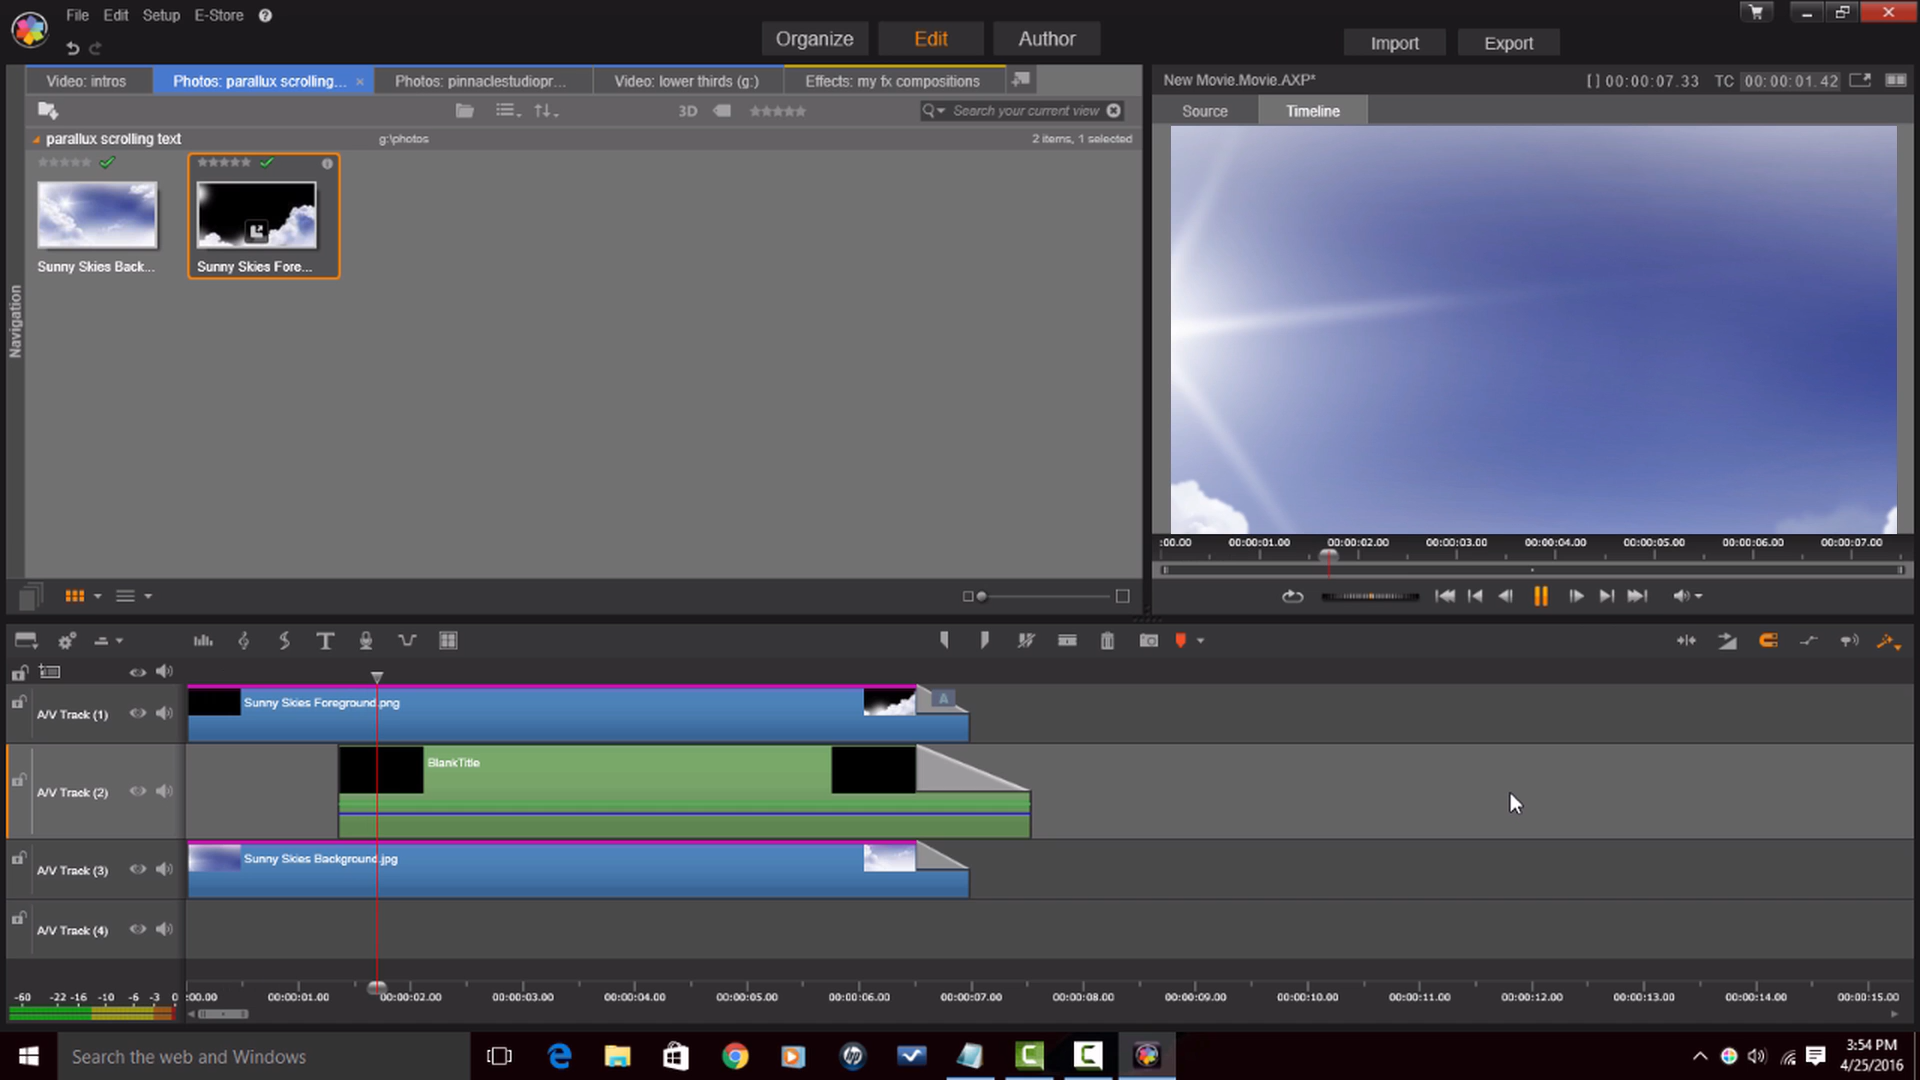 File Edit Setup E-Store ?
Organize Edit Author
Import Export
Video: intros Photos: parallux scrolling... × Photos: pinnaclestudiopr... Video: lower thirds (g:) Effects: my fx compositions
New Movie.Movie.AXP* [] 00:00:07.33 TC 00:00:01.42
3D Search your current view
Source Timeline
parallux scrolling text g:\photos 2 items, 1 selected
Sunny Skies Back... Sunny Skies Fore...
Navigation
:00.00 00:00:01.00 00:00:02.00 00:00:03.00 00:00:04.00 00:00:05.00 00:00:06.00 00:00:07.00
A/V Track (1) Sunny Skies Foreground.png A
A/V Track (2) BlankTitle
A/V Track (3) Sunny Skies Background.jpg
A/V Track (4)
-60 -22 -16 -10 -6 -3 0 :00.00 00:00:01.00 00:00:02.00 00:00:03.00 00:00:04.00 00:00:05.00 00:00:06.00 00:00:07.00 00:00:08.00 00:00:09.00 00:00:10.00 00:00:11.00 00:00:12.00 00:00:13.00 00:00:14.00 00:00:15.00
Search the web and Windows
3:54 PM
4/25/2016